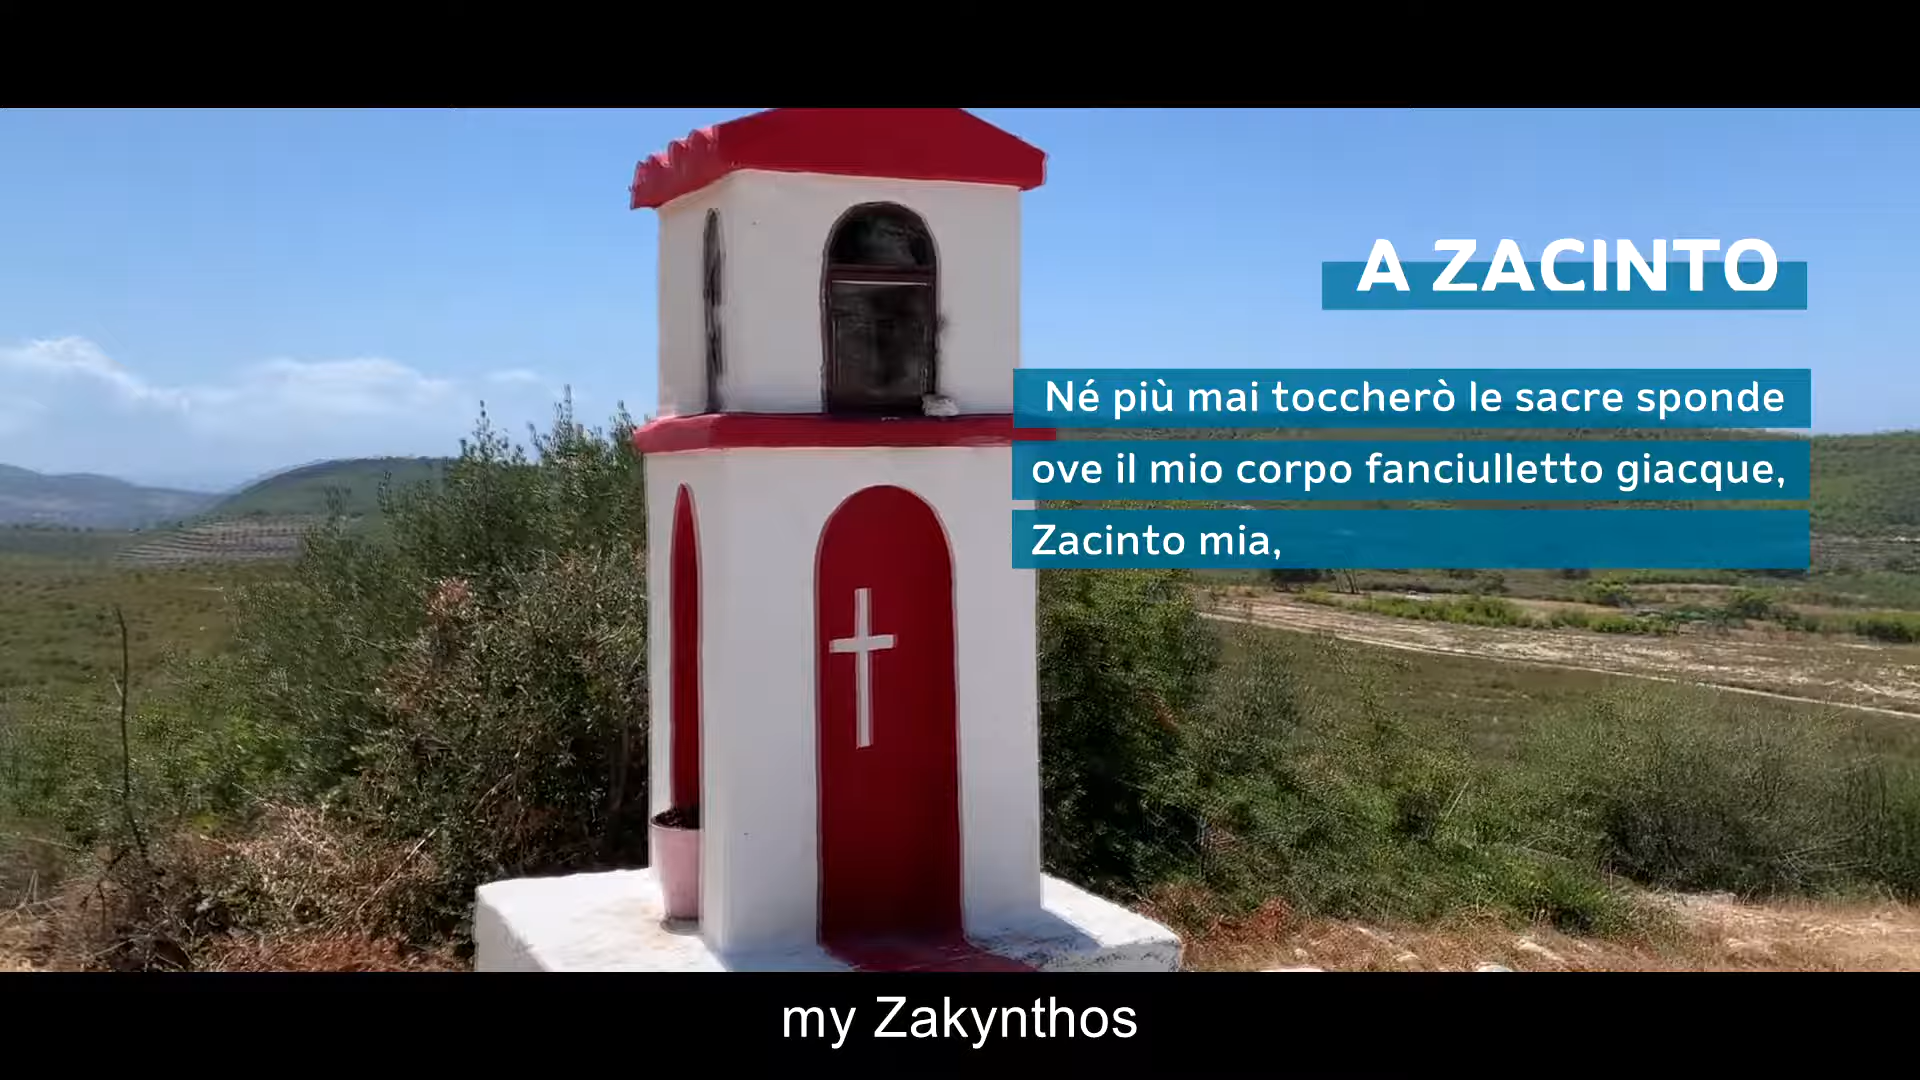 A ZACINTO
Né più mai toccherò le sacre sponde
ove il mio corpo fanciulletto giacque,
Zacinto mia,
my Zakynthos